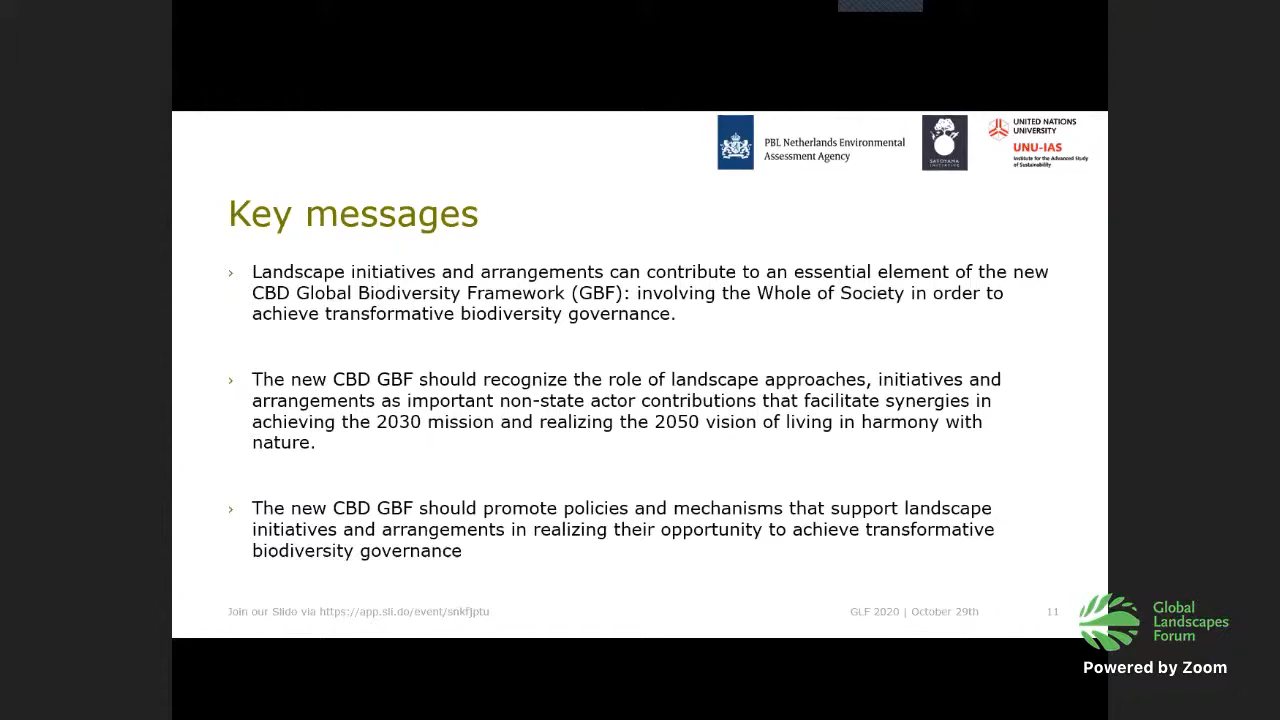 PBL Netherlands Environmental
Assessment Agency
SATOYAMA
INITIATIVE
UNITED NATIONS
UNIVERSITY
UNU-IAS
Institute for the Advanced Study
of Sustainability
Key messages
› Landscape initiatives and arrangements can contribute to an essential element of the new
CBD Global Biodiversity Framework (GBF): involving the Whole of Society in order to
achieve transformative biodiversity governance.
› The new CBD GBF should recognize the role of landscape approaches, initiatives and
arrangements as important non-state actor contributions that facilitate synergies in
achieving the 2030 mission and realizing the 2050 vision of living in harmony with
nature.
› The new CBD GBF should promote policies and mechanisms that support landscape
initiatives and arrangements in realizing their opportunity to achieve transformative
biodiversity governance
Join our Slido via https://app.sli.do/event/snkfjptu
GLF 2020 | October 29th
11
Global
Landscapes
Forum
Powered by Zoom